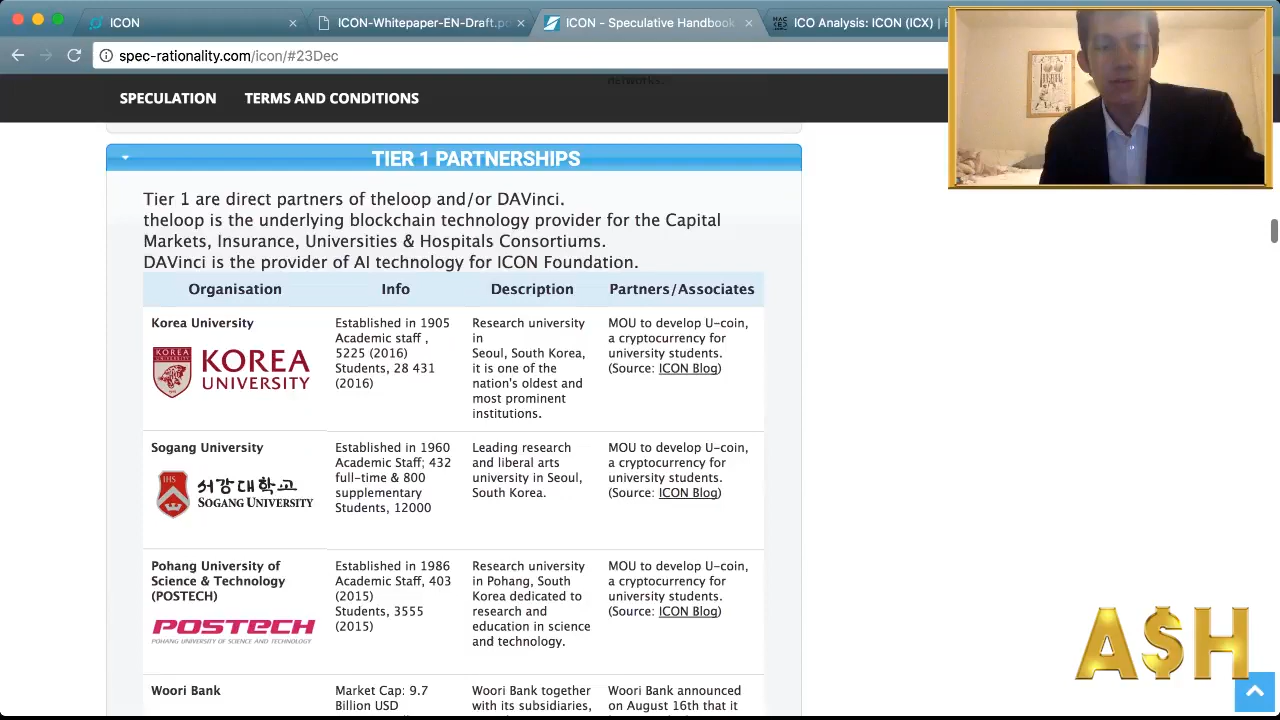 ICON
ICON-Whitepaper-EN-Draft.p
ICON - Speculative Handbook
ICO Analysis: ICON (ICX) |
spec-rationality.com/icon/#23Dec
networks.
SPECULATION
TERMS AND CONDITIONS
TIER 1 PARTNERSHIPS
Tier 1 are direct partners of theloop and/or DAVinci.
theloop is the underlying blockchain technology provider for the Capital
Markets, Insurance, Universities & Hospitals Consortiums.
DAVinci is the provider of AI technology for ICON Foundation.
Organisation
Info
Description
Partners/Associates
Korea University
KOREA
KOREA
UNIVERSITY
Established in 1905
Academic staff ,
5225 (2016)
Students, 28 431
(2016)
Research university
in
Seoul, South Korea,
it is one of the
nation's oldest and
most prominent
institutions.
MOU to develop U-coin,
a cryptocurrency for
university students.
(Source: ICON Blog)
Sogang University
IHS
서강대학교
SOGANG UNIVERSITY
Established in 1960
Academic Staff; 432
full-time & 800
supplementary
Students, 12000
Leading research
and liberal arts
university in Seoul,
South Korea.
MOU to develop U-coin,
a cryptocurrency for
university students.
(Source: ICON Blog)
Pohang University of
Science & Technology
(POSTECH)
POSTECH
POHANG UNIVERSITY OF SCIENCE AND TECHNOLOGY
Established in 1986
Academic Staff, 403
(2015)
Students, 3555
(2015)
Research university
in Pohang, South
Korea dedicated to
research and
education in science
and technology.
MOU to develop U-coin,
a cryptocurrency for
university students.
(Source: ICON Blog)
Woori Bank
Market Cap: 9.7
Billion USD
Woori Bank together
with its subsidiaries,
Woori Bank announced
on August 16th that it
A$H